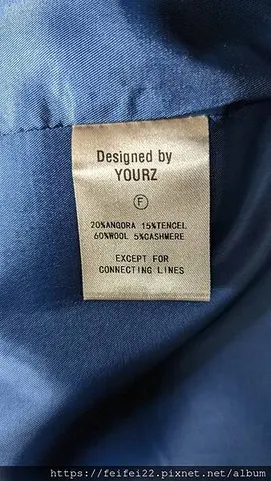 Designed by
YOURZ
F
20%ANGORA 15%TENCEL
60%WOOL 5%CASHMERE
EXCEPT FOR
CONNECTING LINES
https://feifei22.pixnet.net/album